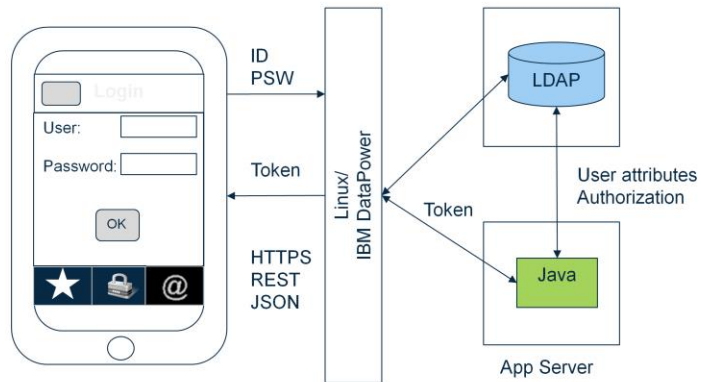 Login
User:
Password:
OK
@
ID
PSW
Token
HTTPS
REST
JSON
Linux/
IBM DataPower
LDAP
User attributes
Authorization
Token
Java
App Server